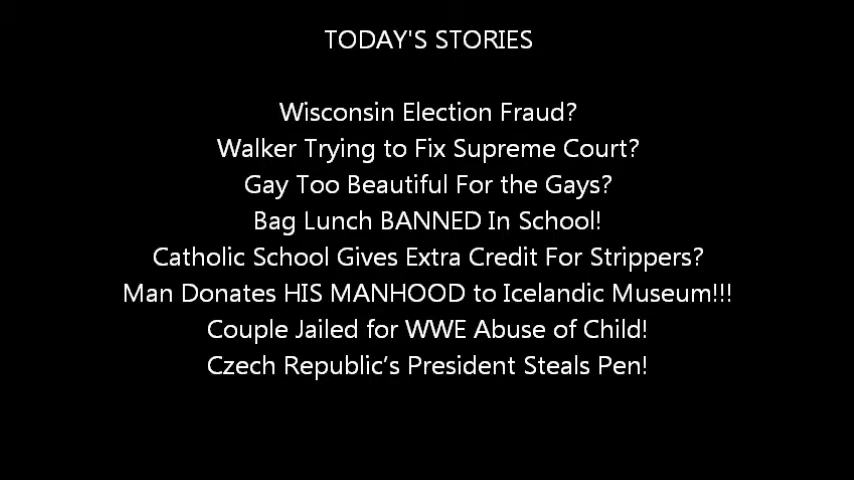 TODAY'S STORIES
Wisconsin Election Fraud?
Walker Trying to Fix Supreme Court?
Gay Too Beautiful For the Gays?
Bag Lunch BANNED In School!
Catholic School Gives Extra Credit For Strippers?
Man Donates HIS MANHOOD to Icelandic Museum!!!
Couple Jailed for WWE Abuse of Child!
Czech Republic’s President Steals Pen!